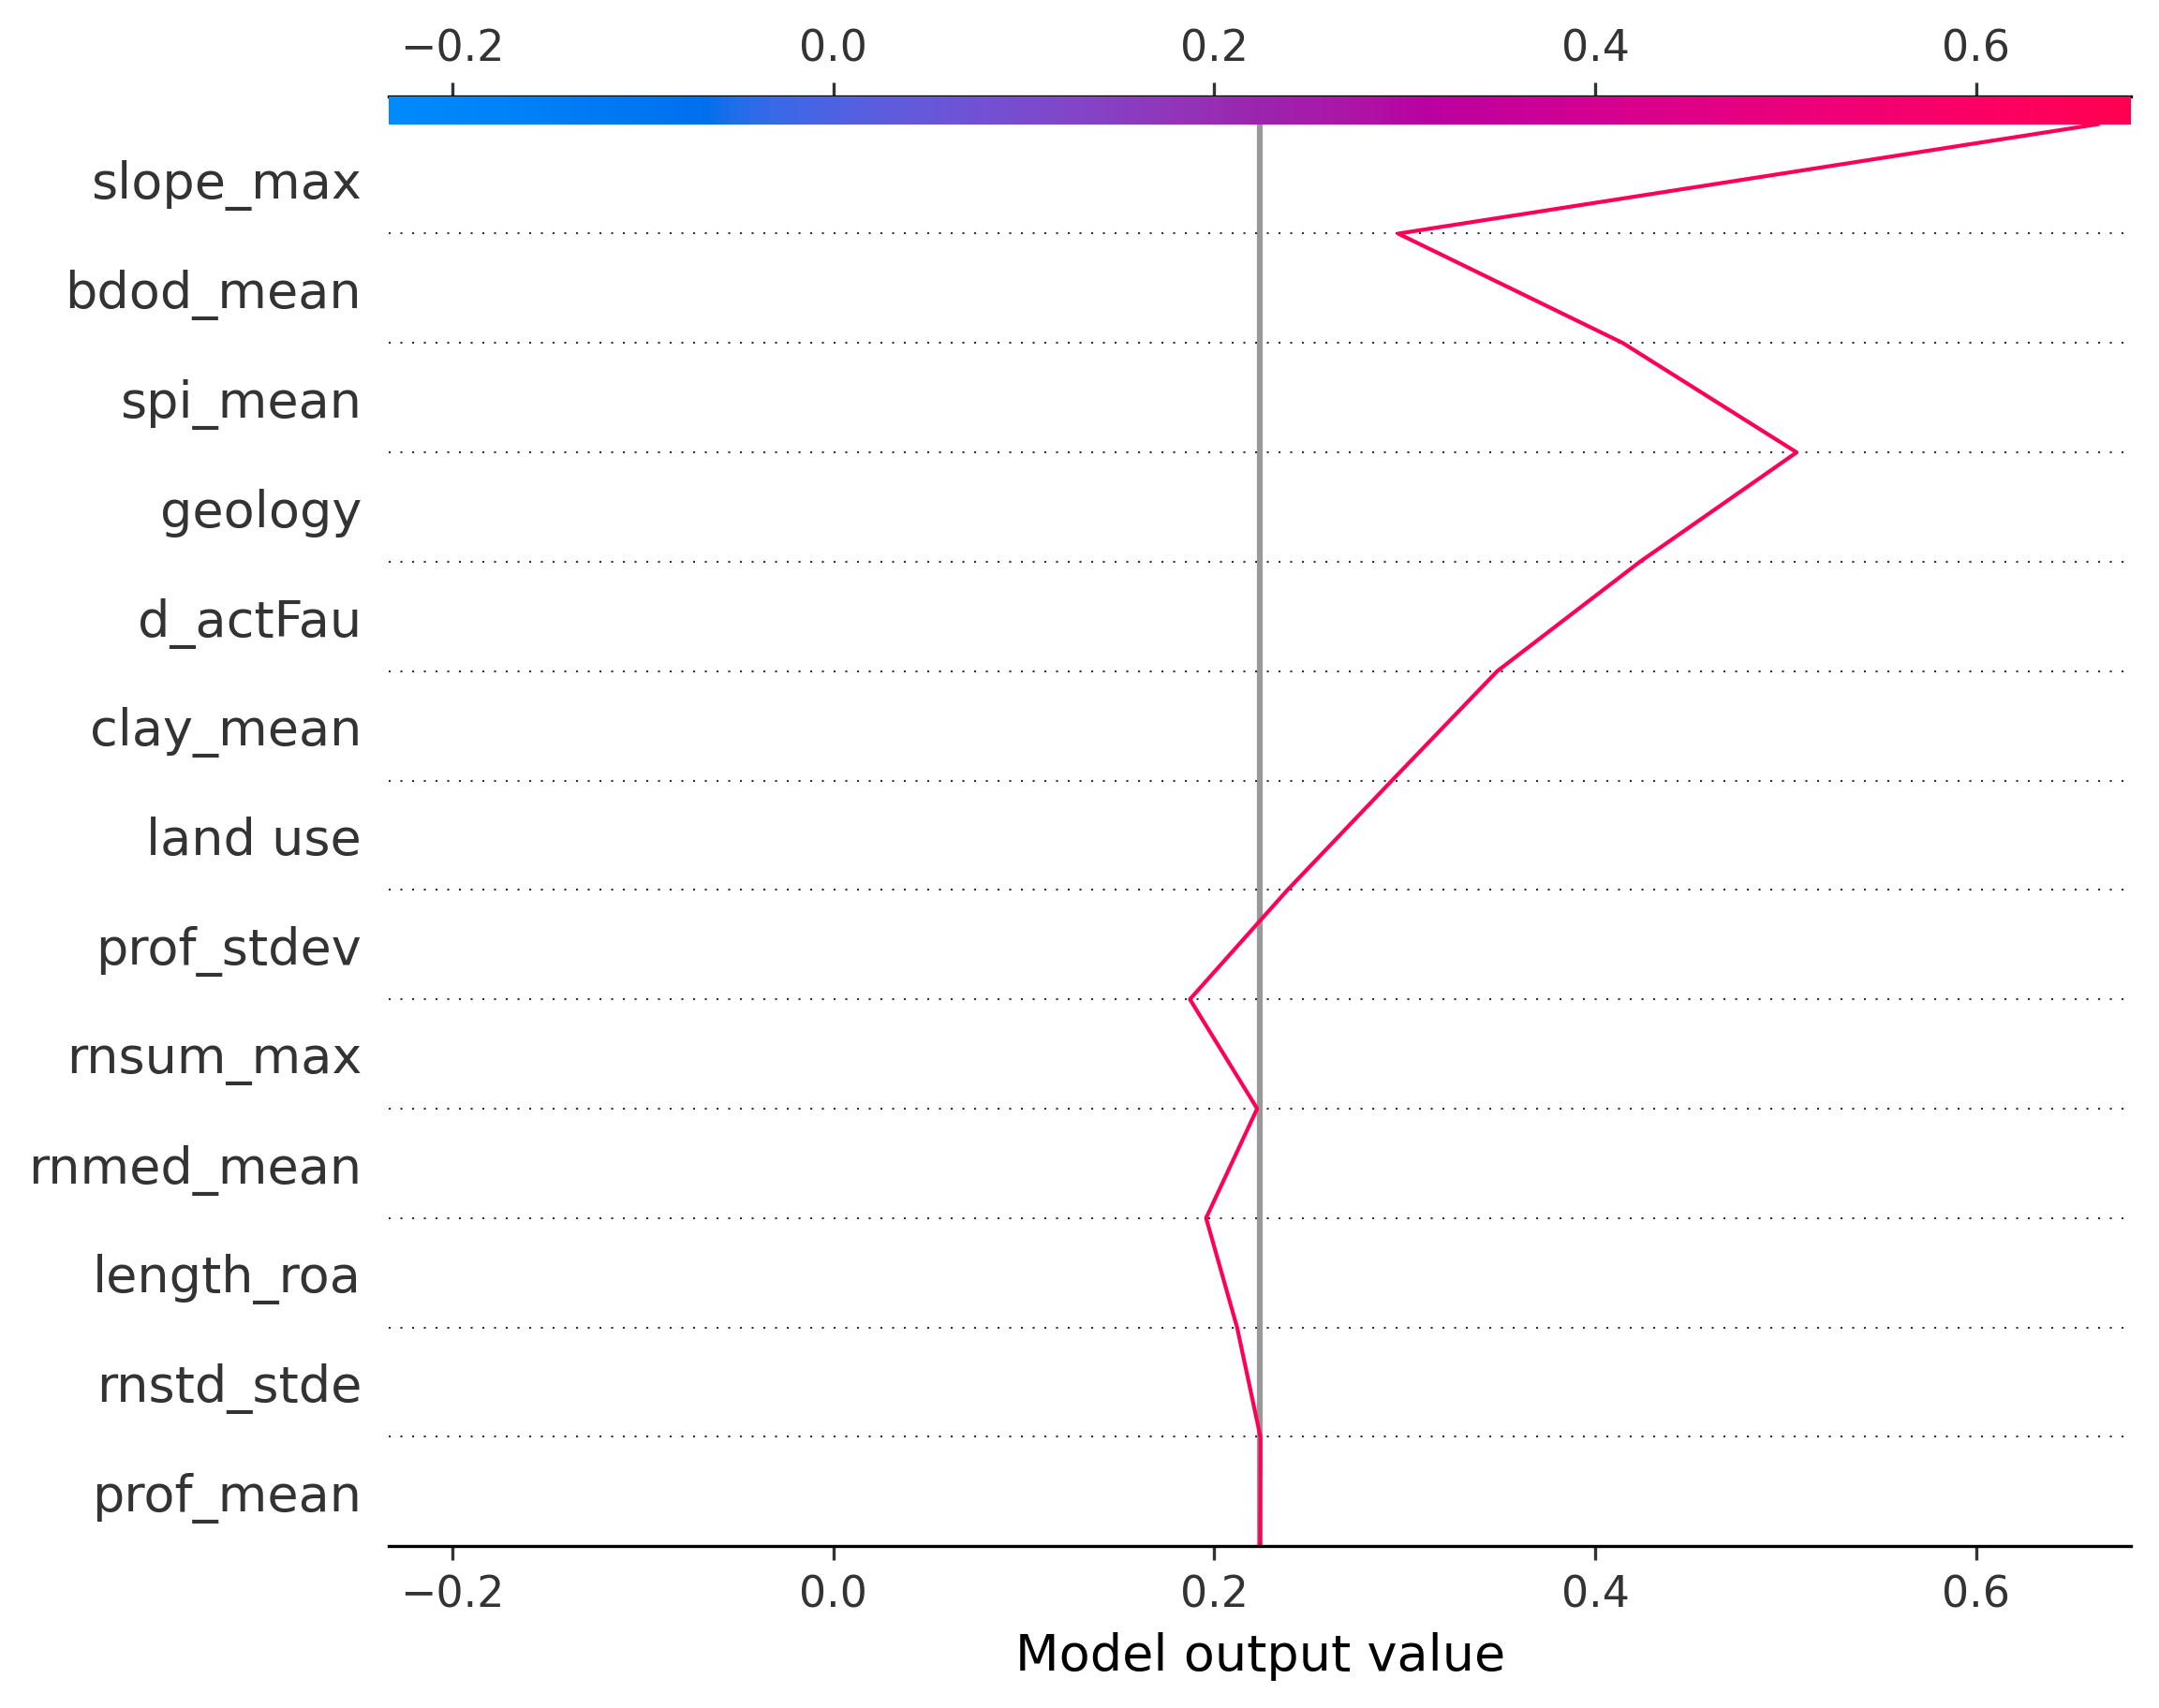 −0.2 0.0 0.2 0.4 0.6
slope_max
bdod_mean
spi_mean
geology
d_actFau
clay_mean
land use
prof_stdev
rnsum_max
rnmed_mean
length_roa
rnstd_stde
prof_mean
−0.2 0.0 0.2 0.4 0.6
Model output value